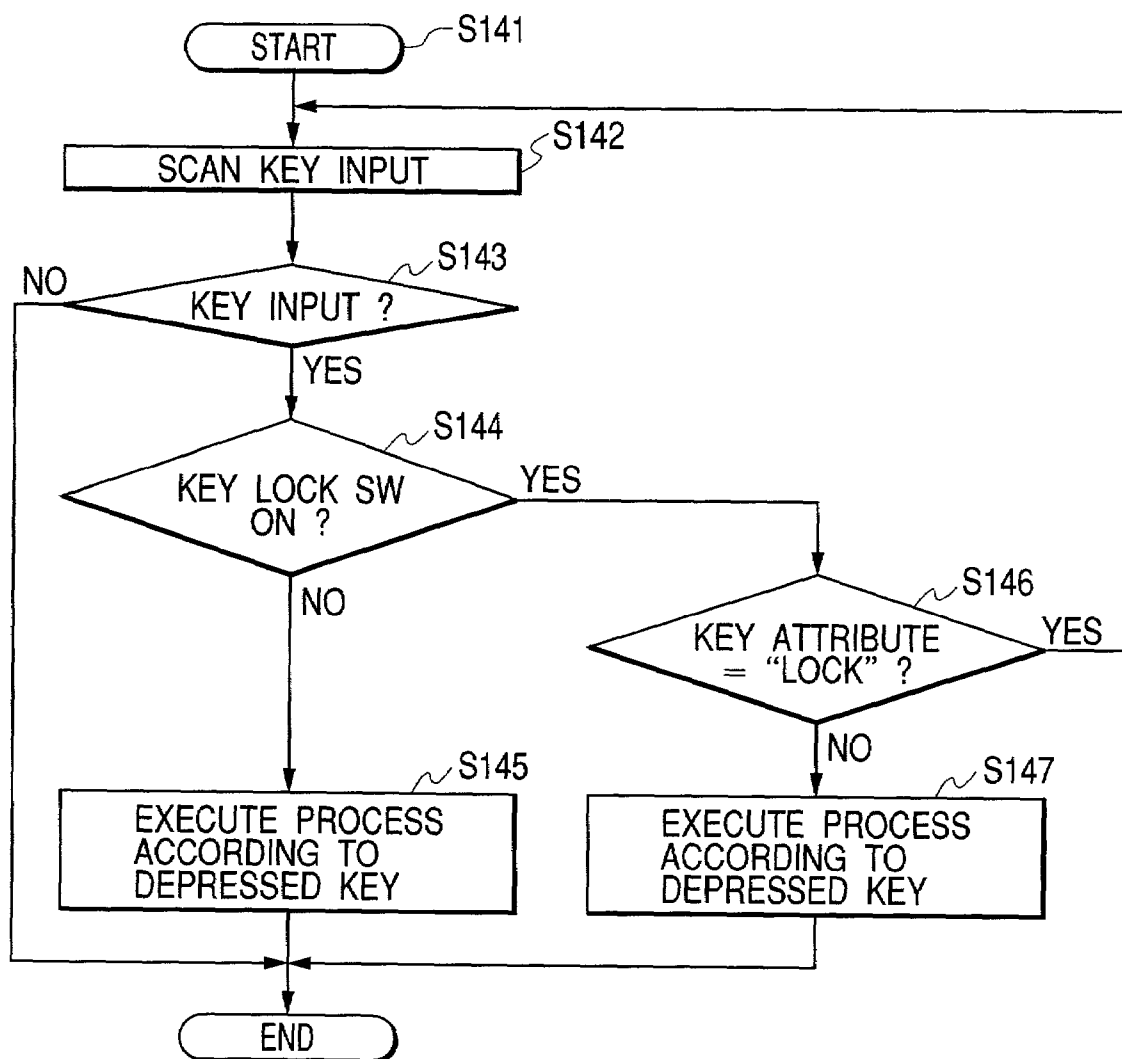 START
S141
S142
SCAN KEY INPUT
S143
NO
KEY INPUT ?
YES
S144
KEY LOCK SW
ON ?
YES
NO
S146
KEY ATTRIBUTE
= “LOCK” ?
YES
NO
S145
EXECUTE PROCESS
ACCORDING TO
DEPRESSED KEY
S147
EXECUTE PROCESS
ACCORDING TO
DEPRESSED KEY
END